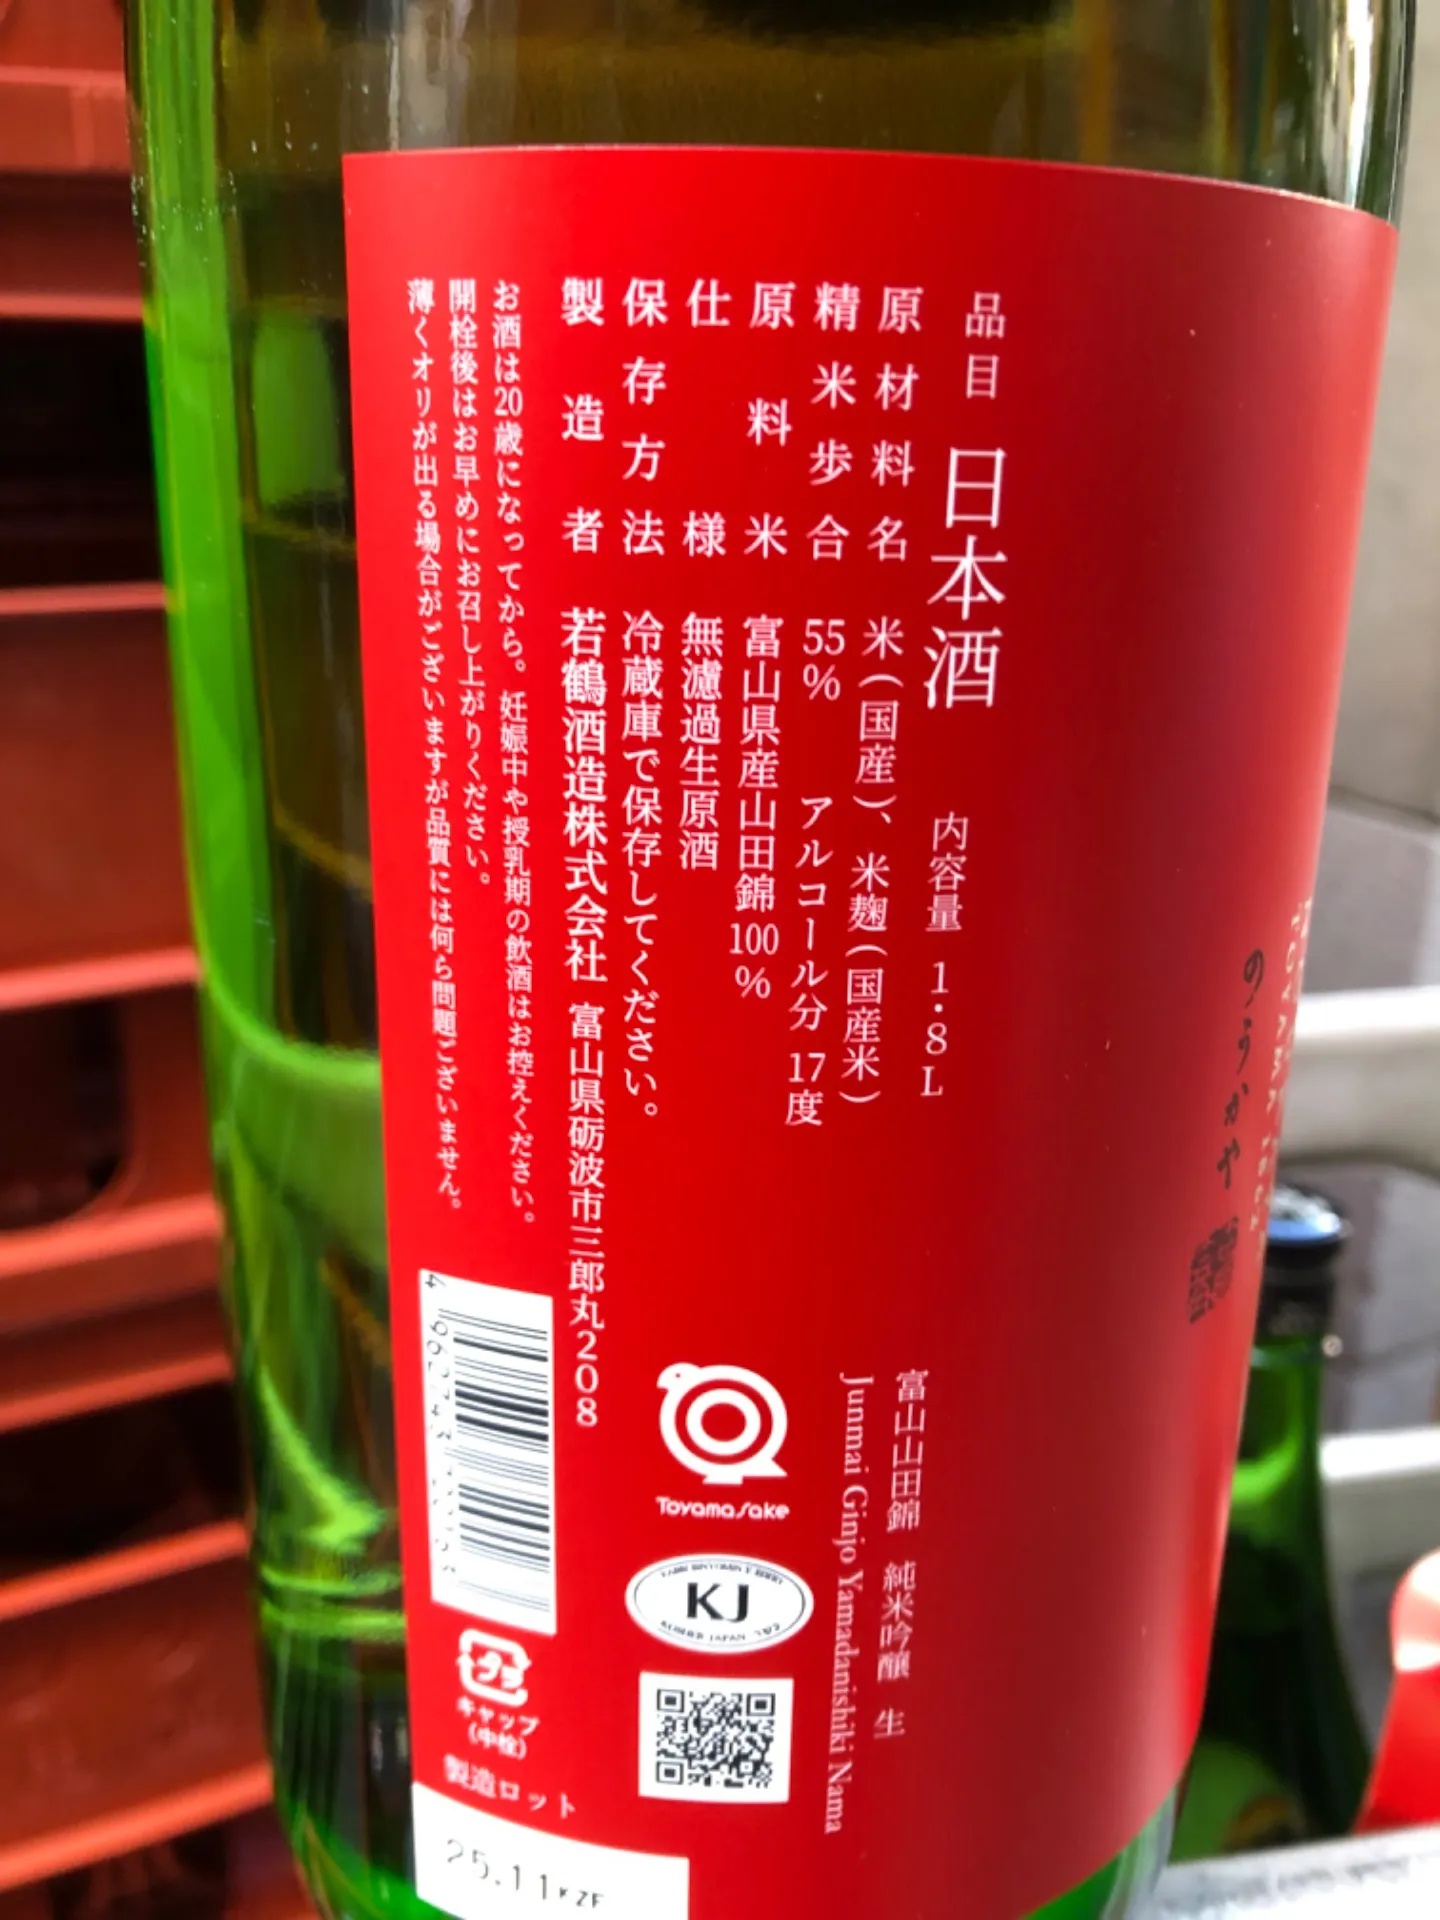 品目 日本酒 内容量 1.8L
原材料名 米(国産)、米麹(国産米)
精米歩合 55% アルコール分 17度
原料米 富山県産山田錦100%
仕様 無濾過生原酒
保存方法 冷蔵庫で保存してください。
製造者 若鶴酒造株式会社 富山県砺波市三郎丸208
お酒は20歳になってから。妊娠中や授乳期の飲酒はお控えください。
開栓後はお早めにお召し上がりください。
薄くオリが出る場合がございますが品質には何ら問題ございません。
のうかや
富山山田錦 純米吟醸 生
Junmai Ginjo Yamadanishiki Nama
ToyamaSake
KJ
KOSHER JAPAN
キャップ
(中栓)
製造ロット
25.11KZF